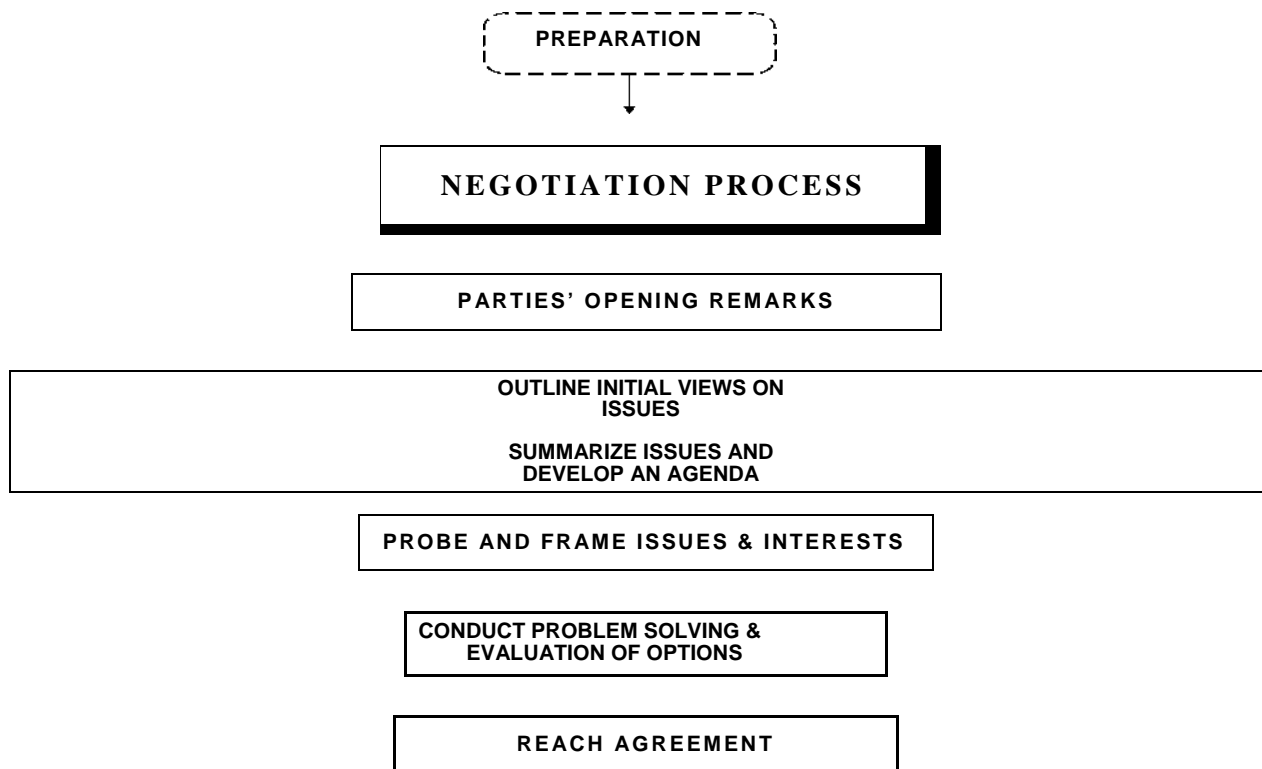 PREPARATION
NEGOTIATION PROCESS
PARTIES’ OPENING REMARKS
OUTLINE INITIAL VIEWS ON
ISSUES
SUMMARIZE ISSUES AND
DEVELOP AN AGENDA
PROBE AND FRAME ISSUES & INTERESTS
CONDUCT PROBLEM SOLVING &
EVALUATION OF OPTIONS
REACH AGREEMENT